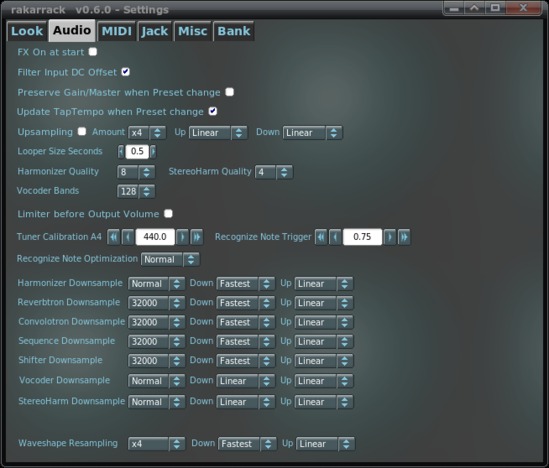 rakarrack v0.6.0 - Settings
Look Audio MIDI Jack Misc Bank
FX On at start
Filter Input DC Offset
Preserve Gain/Master when Preset change
Update TapTempo when Preset change
Upsampling Amount x4 Up Linear Down Linear
Looper Size Seconds 0.5
Harmonizer Quality 8 StereoHarm Quality 4
Vocoder Bands 128
Limiter before Output Volume
Tuner Calibration A4 440.0 Recognize Note Trigger 0.75
Recognize Note Optimization Normal
Harmonizer Downsample Normal Down Fastest Up Linear
Reverbtron Downsample 32000 Down Fastest Up Linear
Convolotron Downsample 32000 Down Fastest Up Linear
Sequence Downsample 32000 Down Fastest Up Linear
Shifter Downsample 32000 Down Fastest Up Linear
Vocoder Downsample Normal Down Linear Up Linear
StereoHarm Downsample Normal Down Linear Up Linear
Waveshape Resampling x4 Down Fastest Up Linear